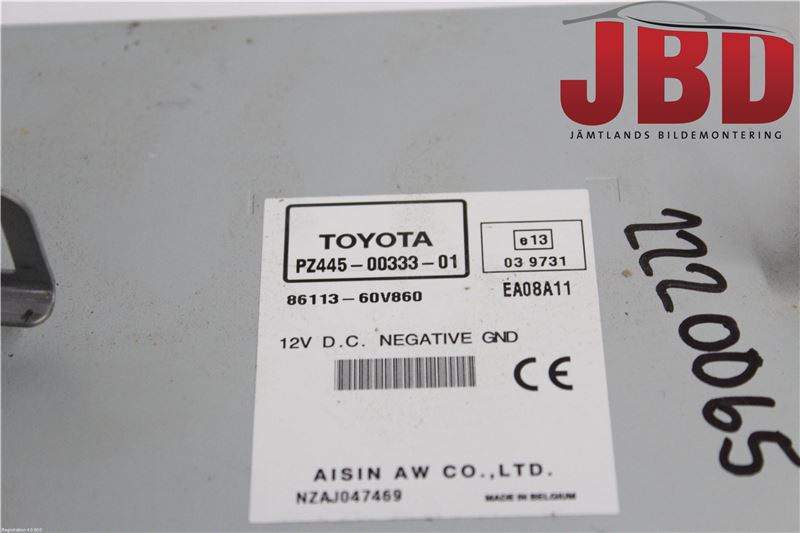 JBD
JÄMTLANDS BILDEMONTERING
TOYOTA
PZ445-00333-01
e13
03 9731
86113-60V860
EA08A11
12V D.C. NEGATIVE GND
CE
AISIN AW CO.,LTD.
NZAJ047469
MADE IN BELGIUM
1220065